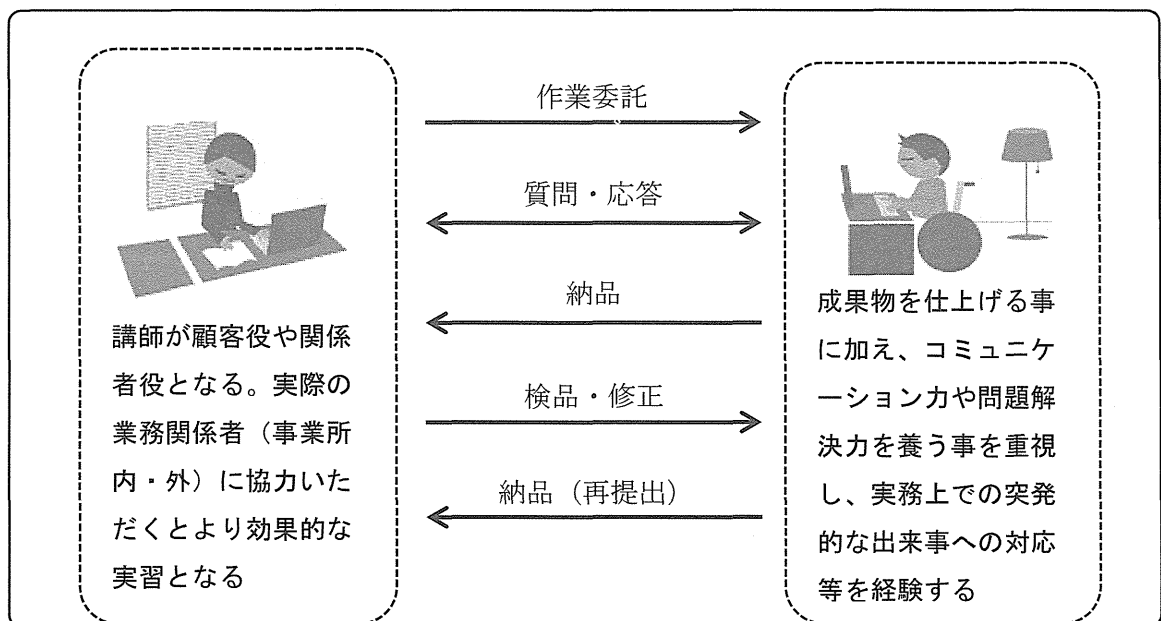 講師が顧客役や関係
者役となる。実際の
業務関係者（事業所
内・外）に協力いた
だくとより効果的な
実習となる
作業委託
質問・応答
納品
検品・修正
納品（再提出）
成果物を仕上げる事
に加え、コミュニケ
ーション力や問題解
決力を養う事を重視
し、実務上での突発
的な出来事への対応
等を経験する